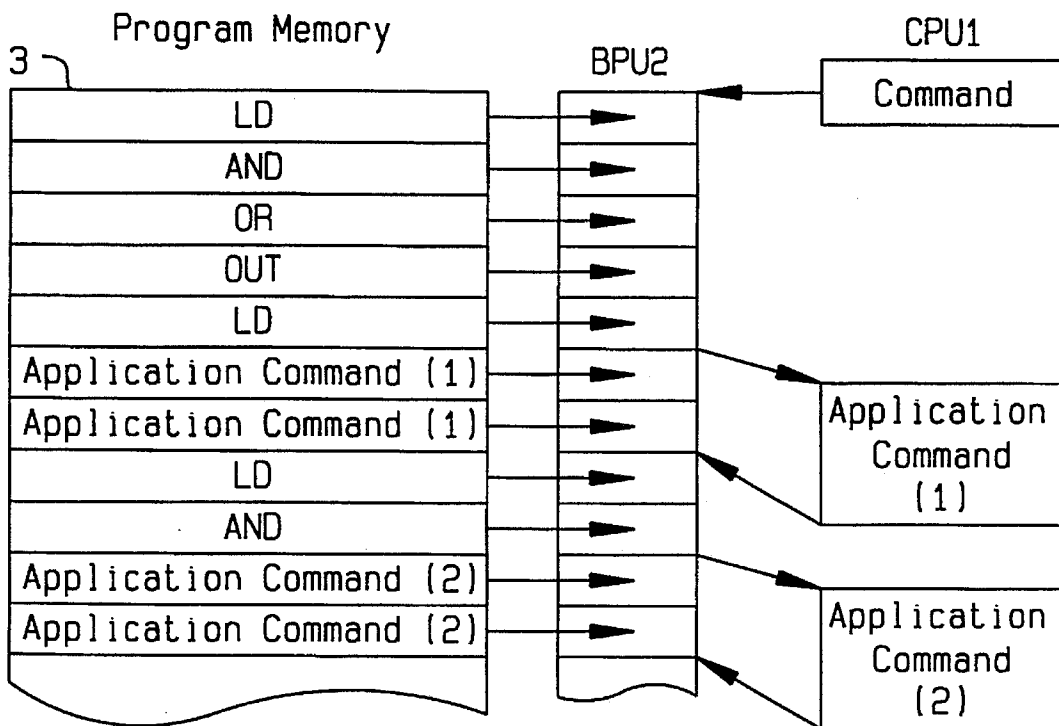 Program Memory
3
BPU2
CPU1
Command
LD
AND
OR
OUT
LD
Application Command (1)
Application Command (1)
LD
AND
Application Command (2)
Application Command (2)
Application
Command
(1)
Application
Command
(2)